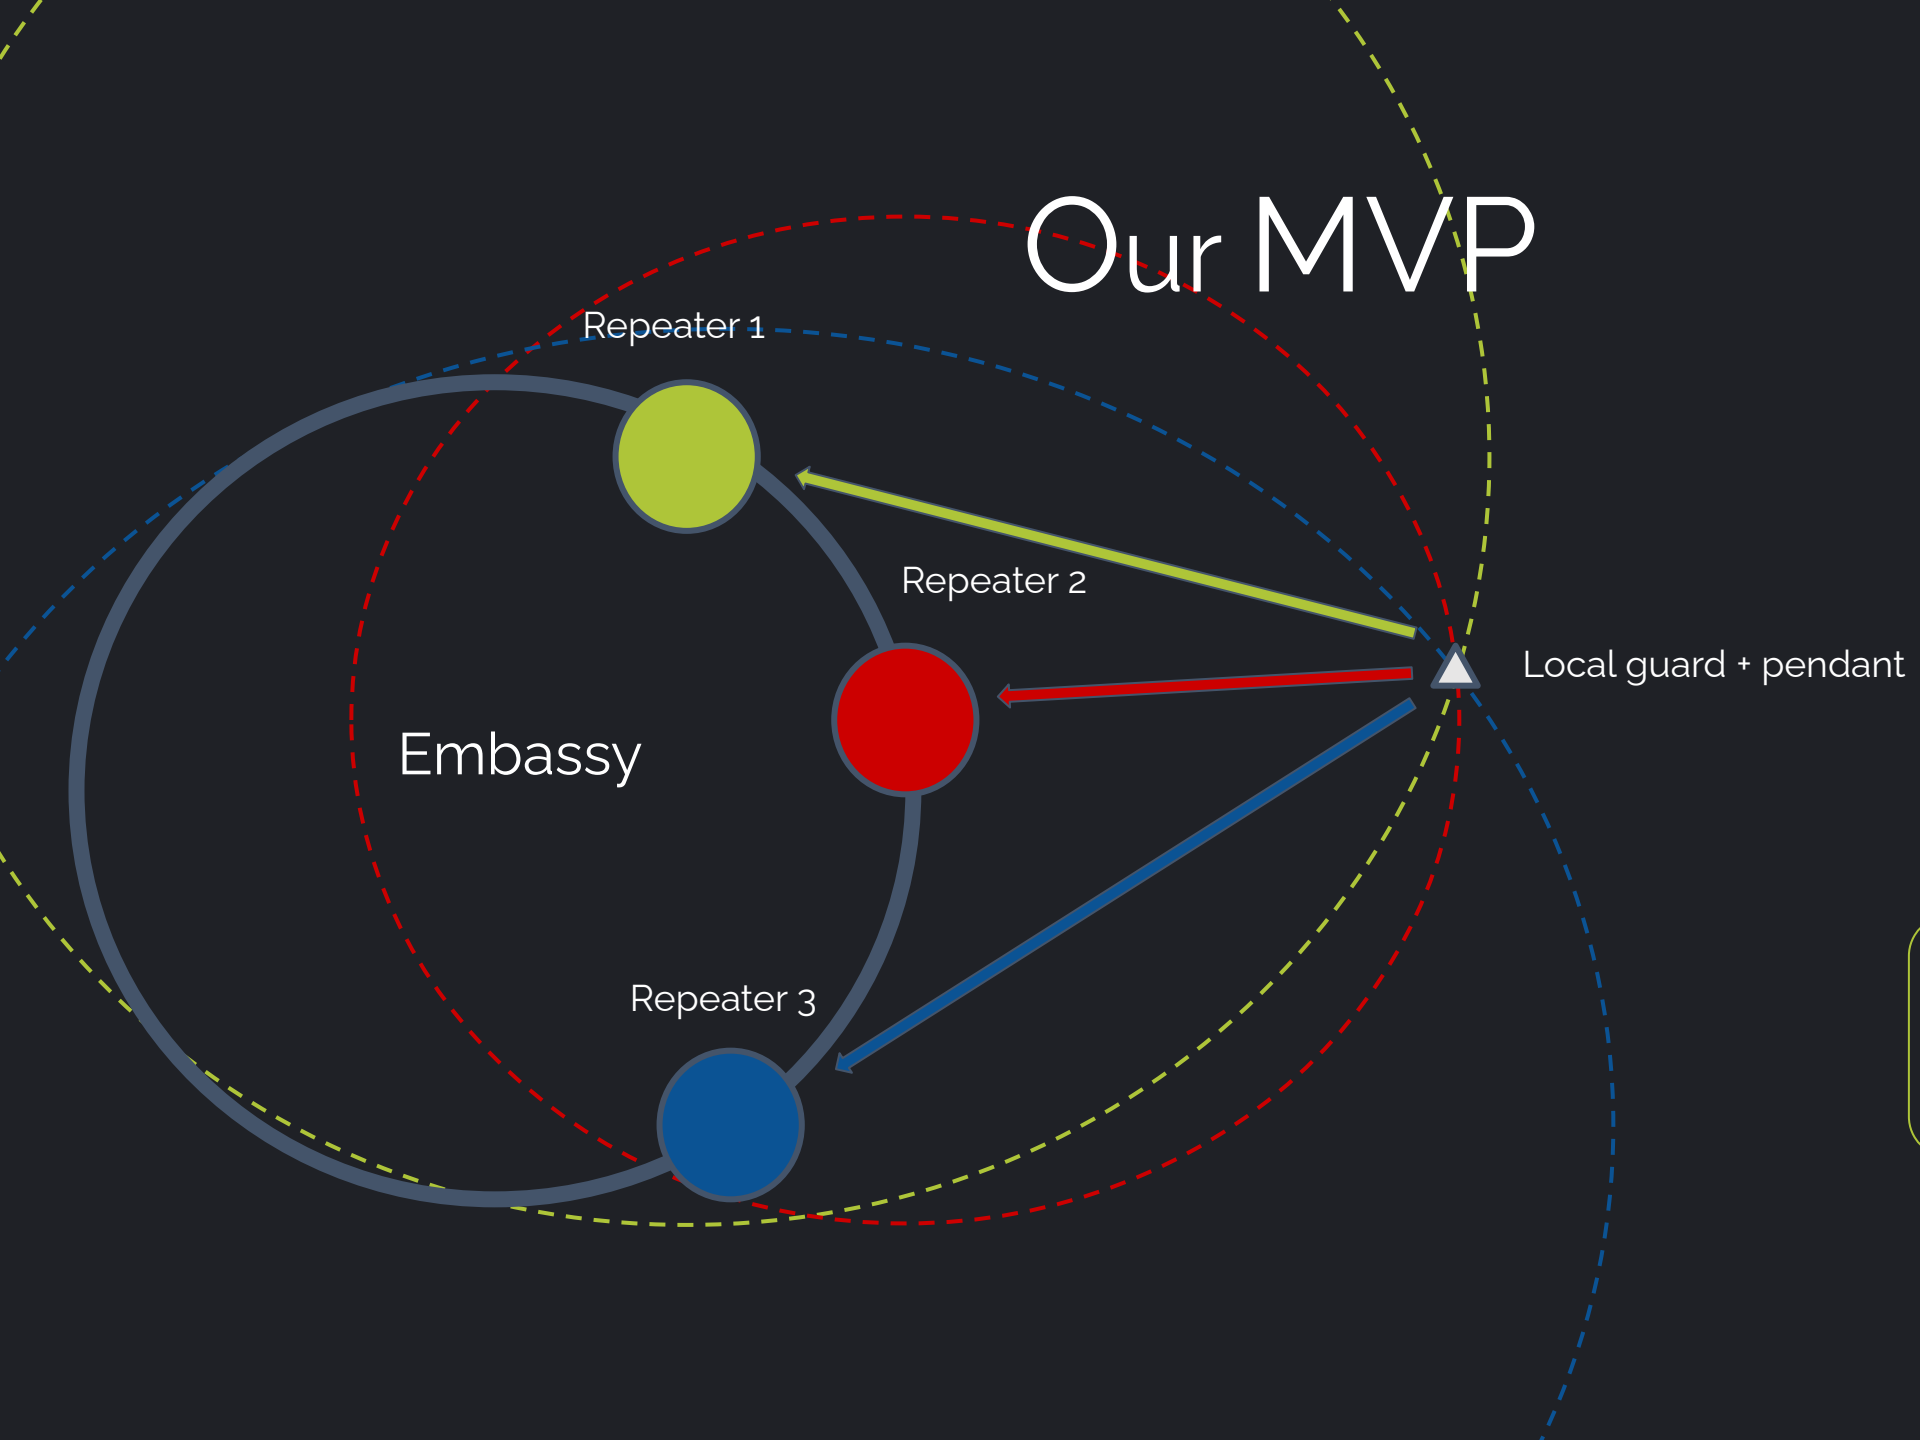 Our MVP
Repeater 1
Repeater 2
Local guard + pendant
Embassy
Repeater 3